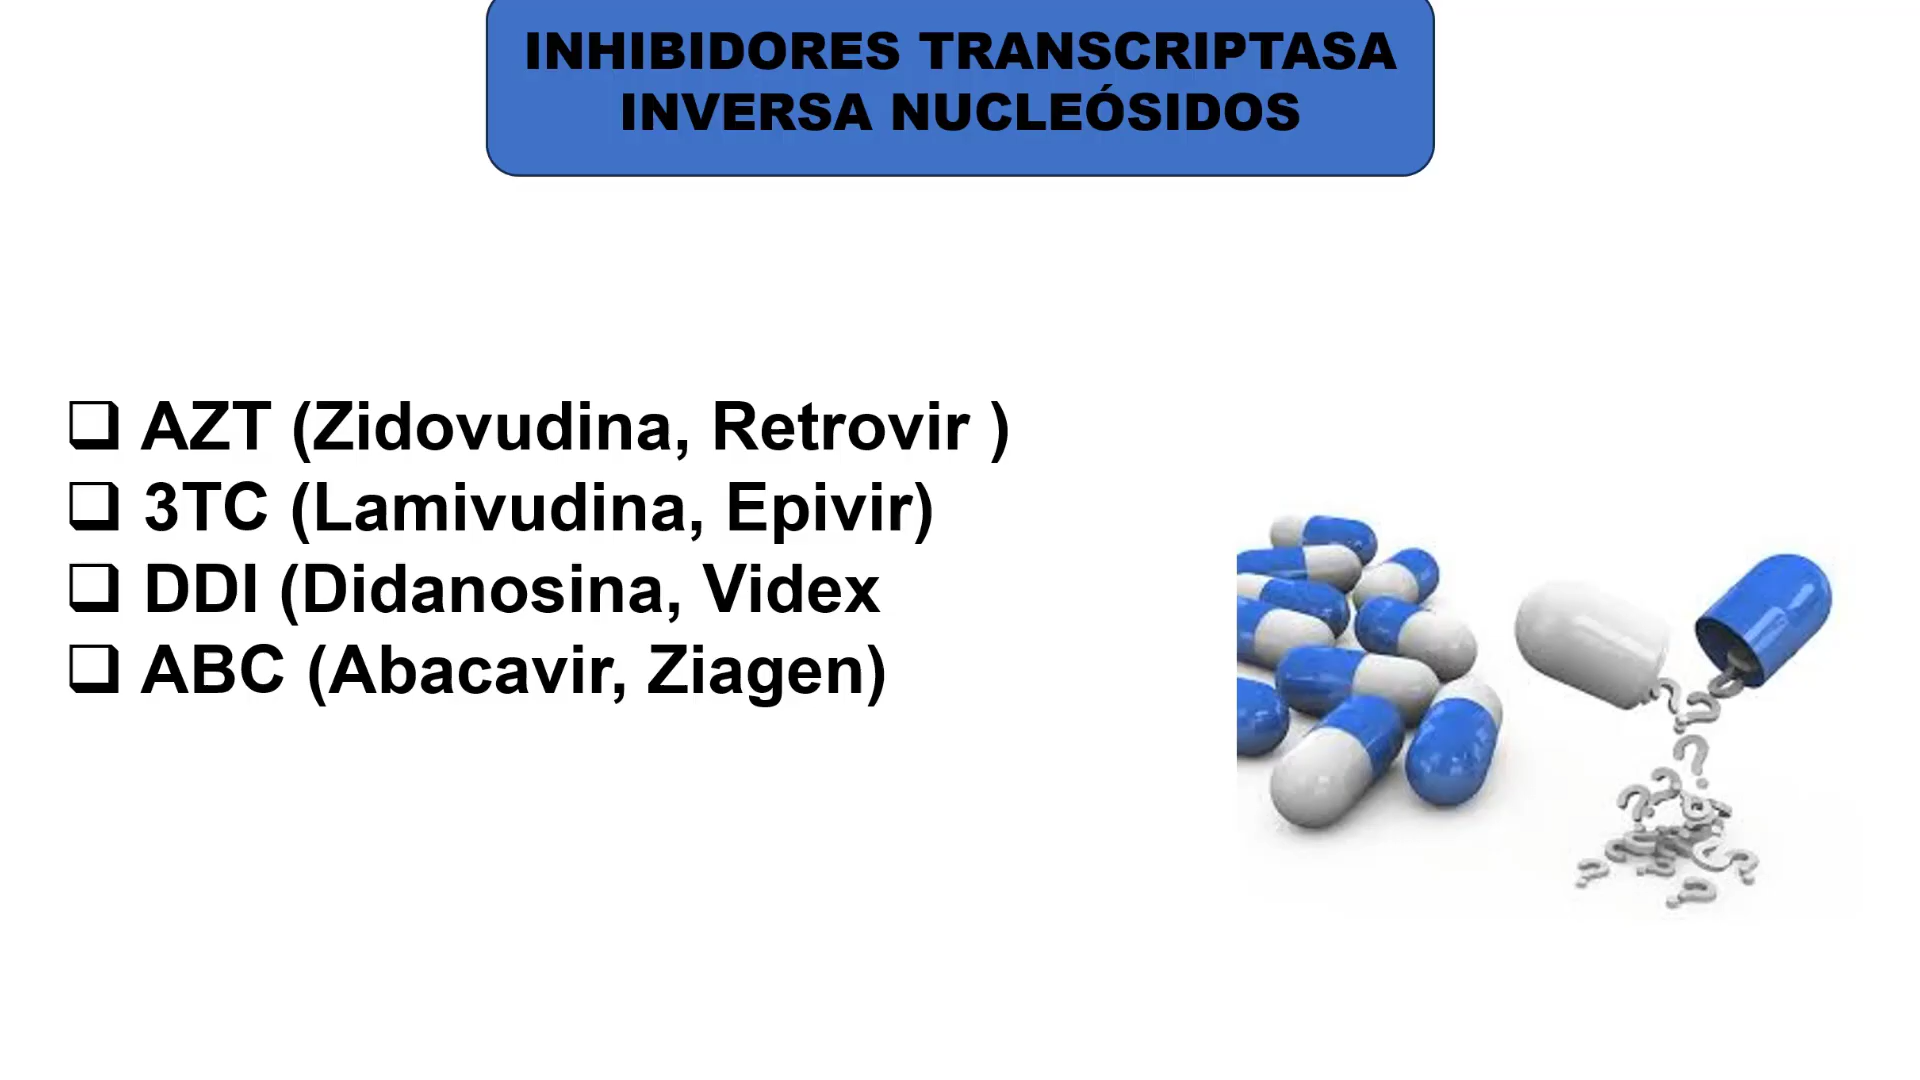 INHIBIDORES TRANSCRIPTASA
INVERSA NUCLEÓSIDOS
AZT (Zidovudina, Retrovir )
3TC (Lamivudina, Epivir)
DDI (Didanosina, Videx
ABC (Abacavir, Ziagen)